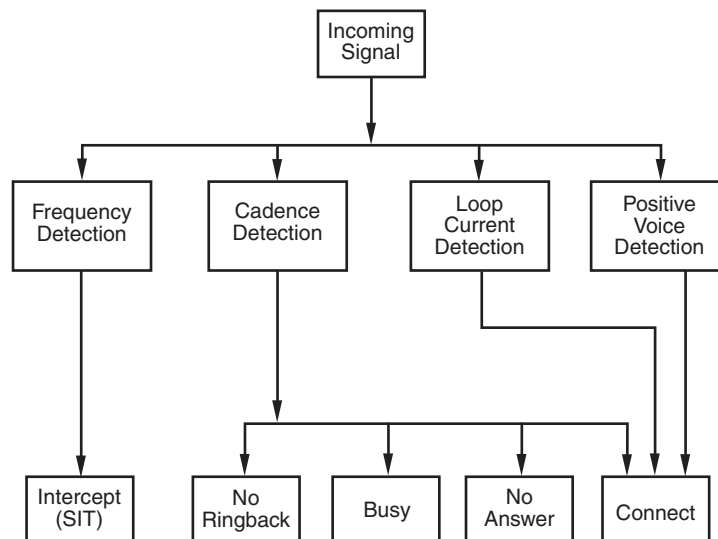 Incoming
Signal
Frequency
Detection
Cadence
Detection
Loop
Current
Detection
Positive
Voice
Detection
Intercept
(SIT)
No
Ringback
Busy
No
Answer
Connect